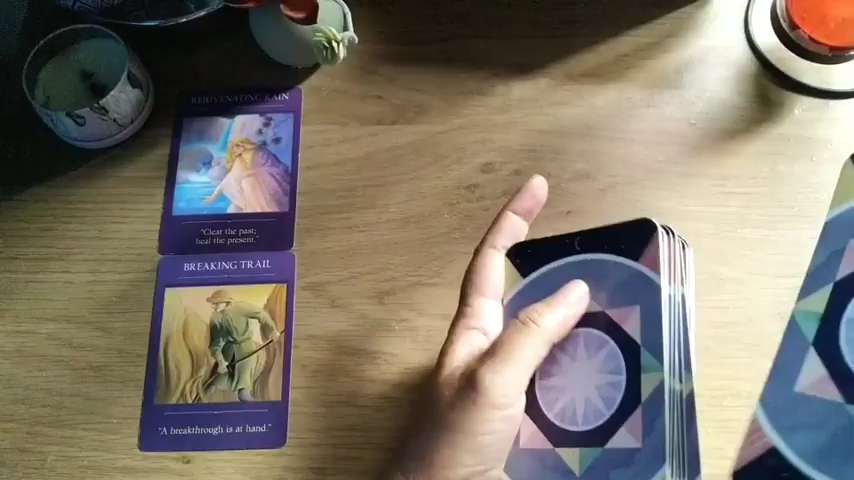 REJUVENATING RAIN
"Clear the past;
heal the present."
BREAKING TRAIL
"A breakthrough is at hand."